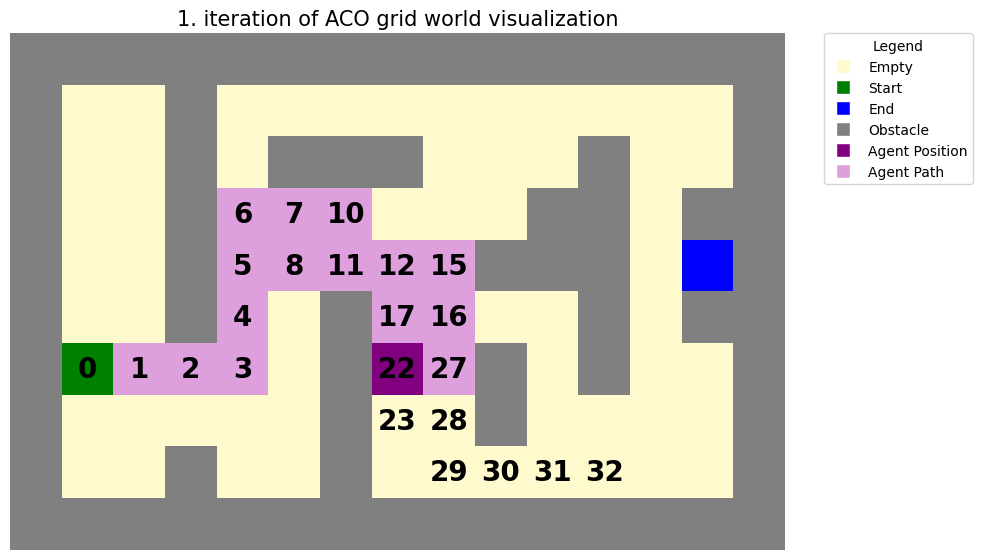 1. iteration of ACO grid world visualization
Legend
Empty
Start
End
Obstacle
Agent Position
Agent Path
6 7 10
5 8 11 12 15
4 17 16
0 1 2 3 22 27
23 28
29 30 31 32